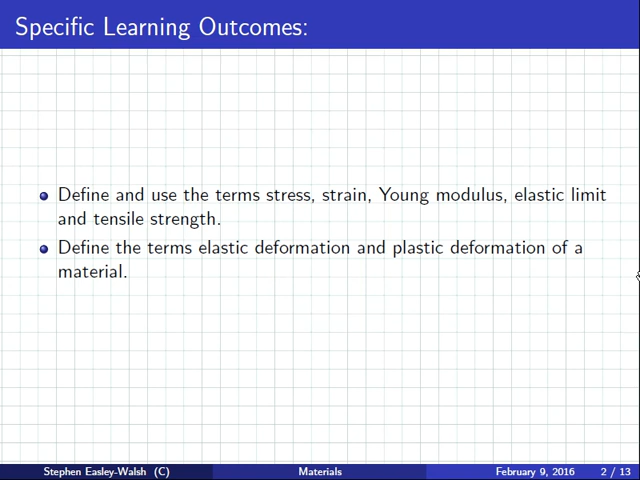 Specific Learning Outcomes:
Define and use the terms stress, strain, Young modulus, elastic limit
and tensile strength.
Define the terms elastic deformation and plastic deformation of a
material.
Stephen Easley-Walsh (C) Materials February 9, 2016 2 / 13